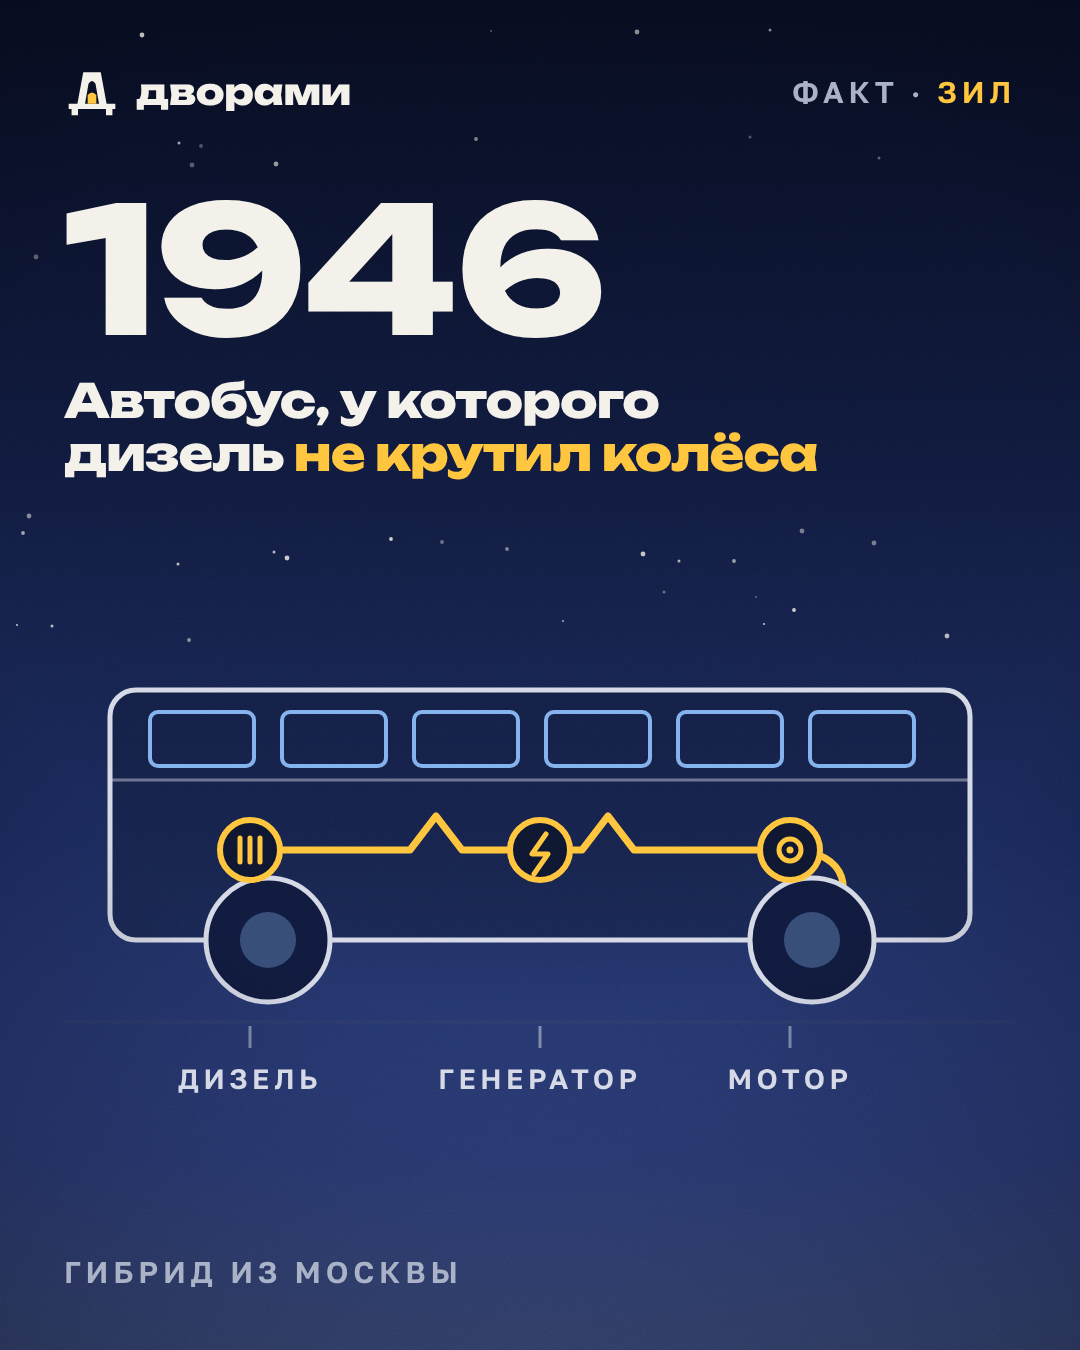 дворами
ФАКТ · ЗИЛ
1946
Автобус, у которого
дизель не крутил колёса
ДИЗЕЛЬ
ГЕНЕРАТОР
МОТОР
ГИБРИД ИЗ МОСКВЫ